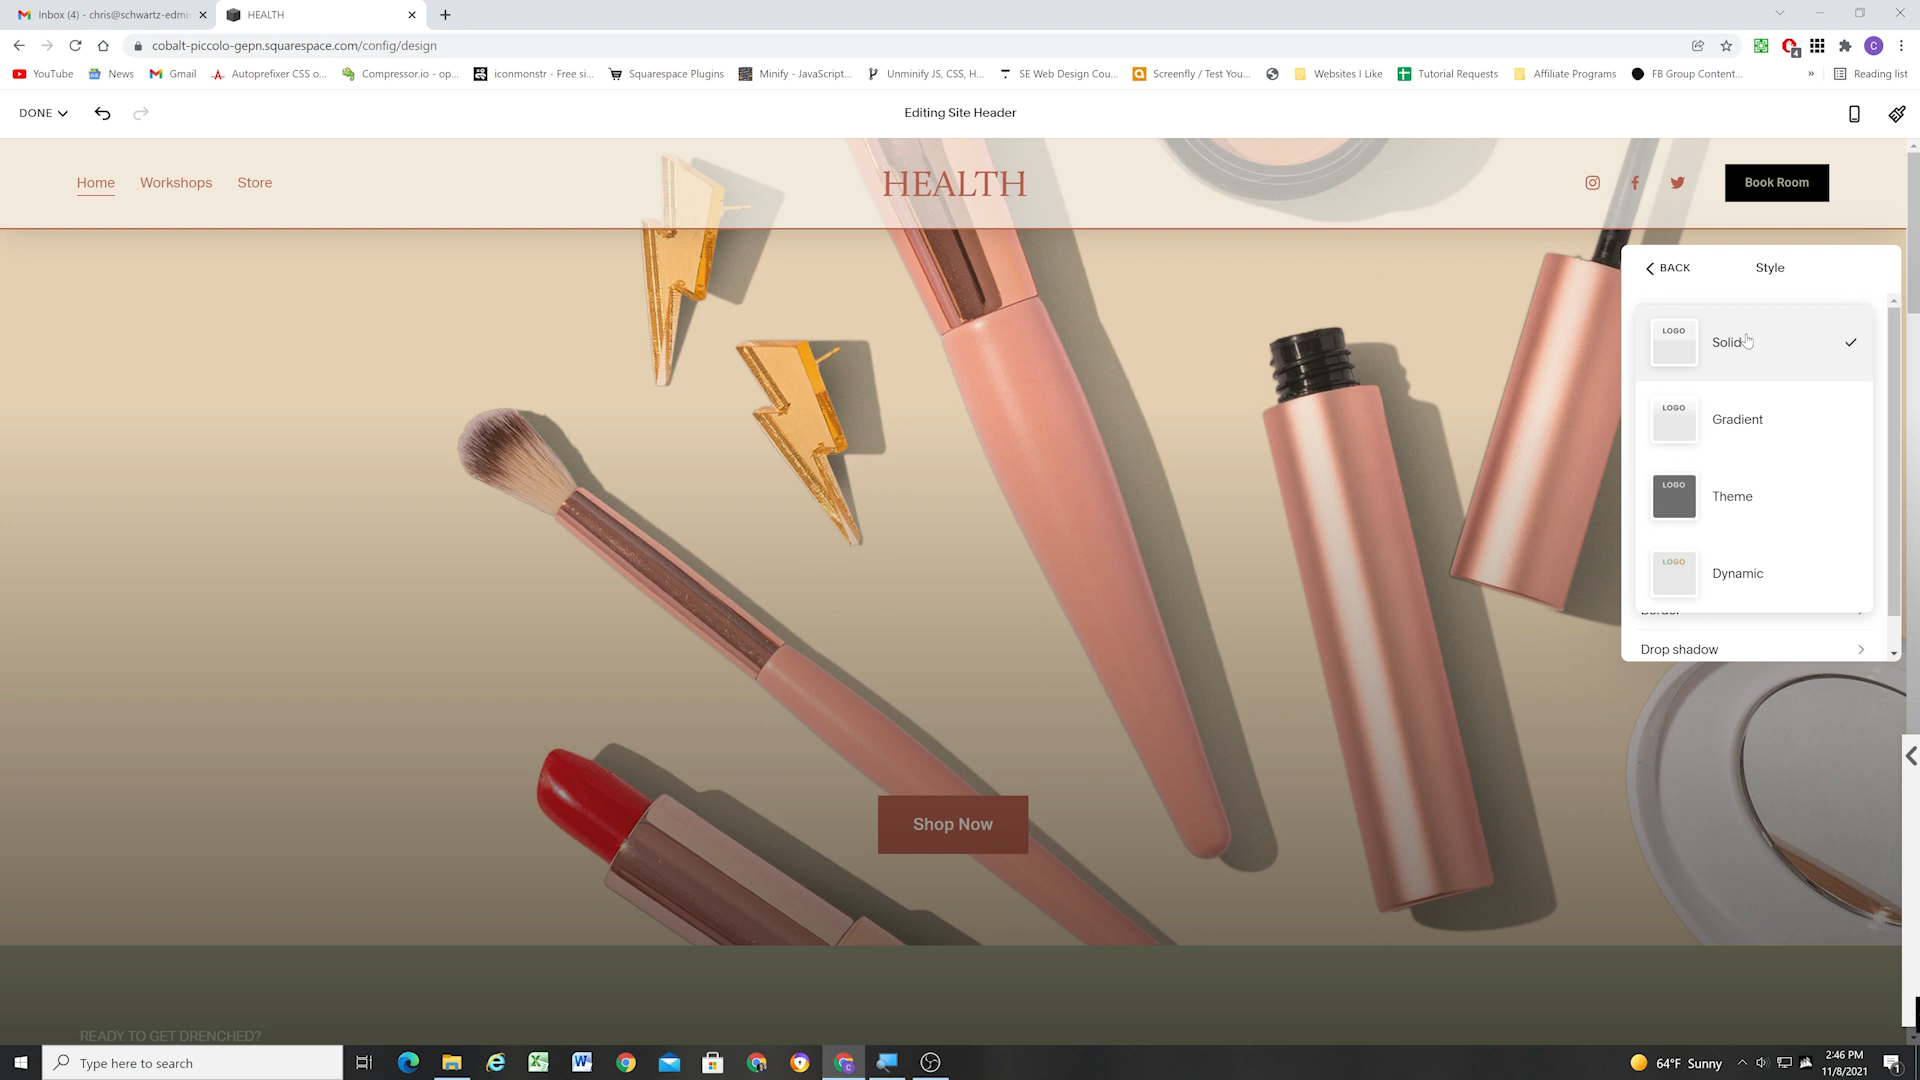 Inbox (4) - chris@schwartz-edmi
HEALTH
cobalt-piccolo-gepn.squarespace.com/config/design
YouTube
News
Gmail
Autoprefixer CSS o...
Compressor.io - op...
iconmonstr - Free si...
Squarespace Plugins
Minify - JavaScript...
Unminify JS, CSS, H...
SE Web Design Cou...
Screenfly / Test You...
Websites I Like
Tutorial Requests
Affiliate Programs
FB Group Content...
»
Reading list
4
C
DONE
Editing Site Header
Home
Workshops
Store
HEALTH
Book Room
BACK
Style
LOGO
Solid
LOGO
Gradient
LOGO
Theme
LOGO
Dynamic
Drop shadow
Shop Now
READY TO GET DRENCHED?
Type here to search
64°F Sunny
2:46 PM
11/8/2021
1